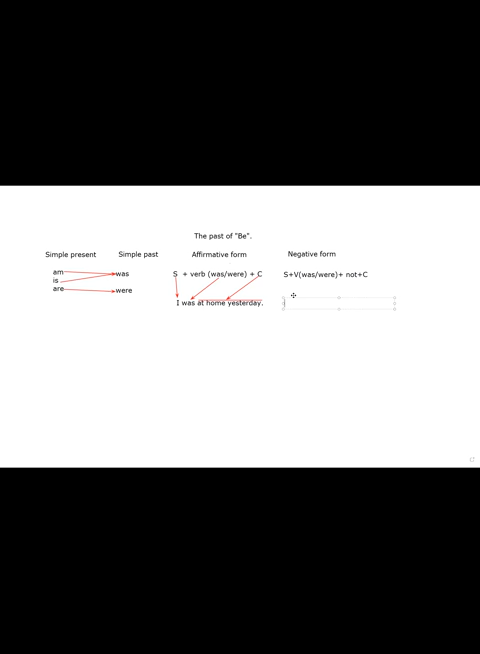 The past of "Be".
Simple present Simple past Affirmative form Negative form
am was S + verb (was/were) + C S+V(was/were)+ not+C
is
are were
I was at home yesterday.